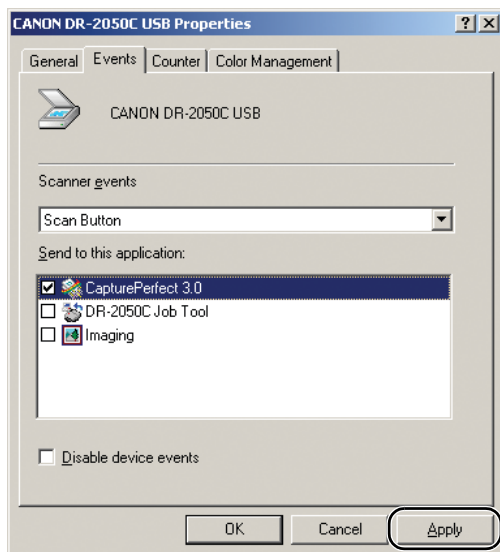 CANON DR-2050C USB Properties
General Events Counter Color Management
CANON DR-2050C USB
Scanner events
Scan Button
Send to this application:
CapturePerfect 3.0
DR-2050C Job Tool
Imaging
Disable device events
OK Cancel Apply